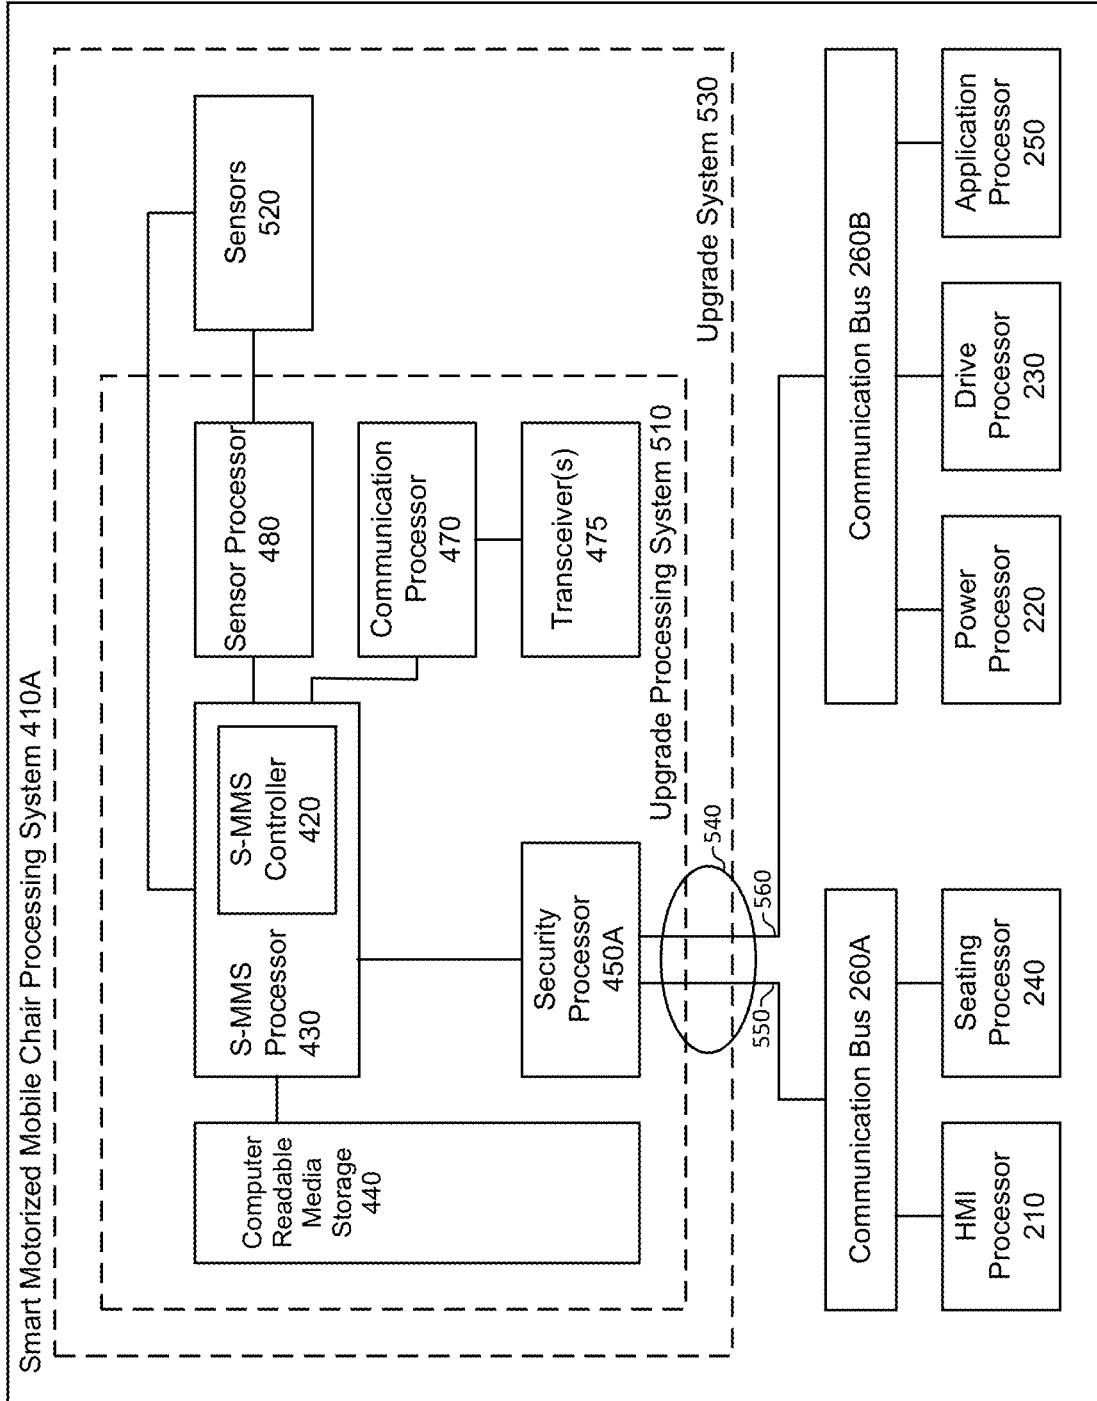 Smart Motorized Mobile Chair Processing System 410A
Computer
Readable
Media
Storage
440
S-MMS
Processor
430
S-MMS
Controller
420
Sensor Processor
480
Sensors
520
Communication
Processor
470
Transceiver(s)
475
Security
Processor
450A
Upgrade Processing System 510
Upgrade System 530
540
550
560
Communication Bus 260A
Communication Bus 260B
HMI
Processor
210
Seating
Processor
240
Power
Processor
220
Drive
Processor
230
Application
Processor
250